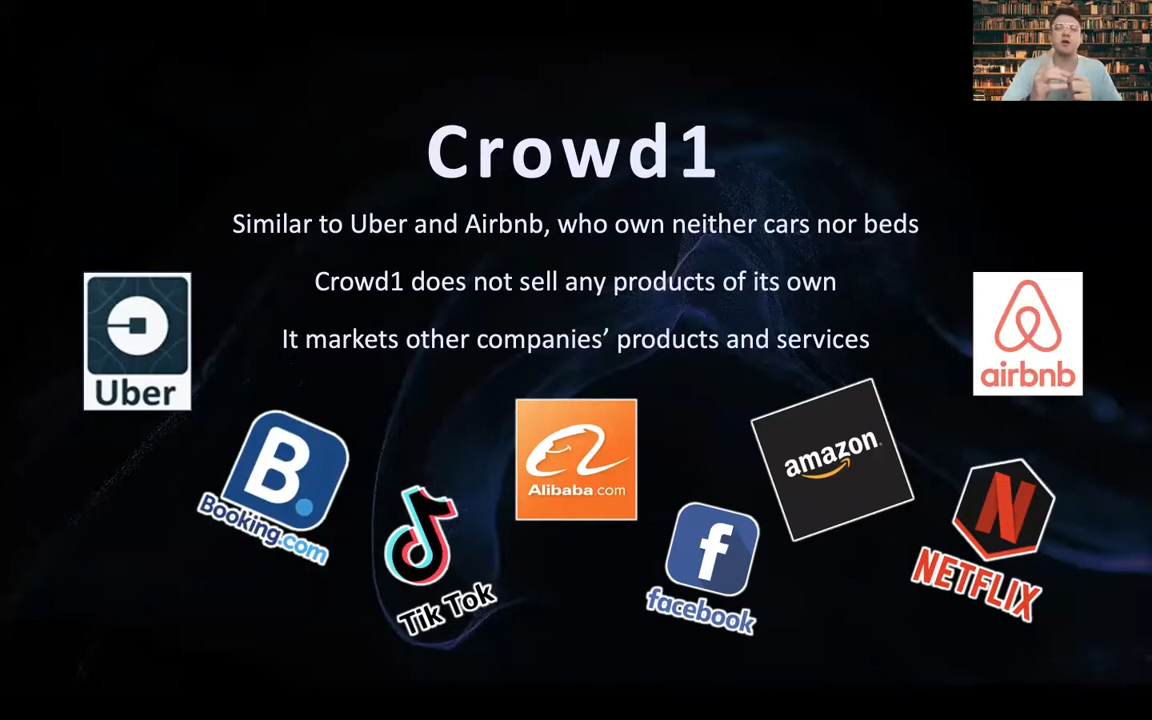 Crowd1
Similar to Uber and Airbnb, who own neither cars nor beds
Crowd1 does not sell any products of its own
It markets other companies’ products and services
Uber
airbnb
Booking.com
Tik Tok
Alibaba.com
facebook
amazon
NETFLIX